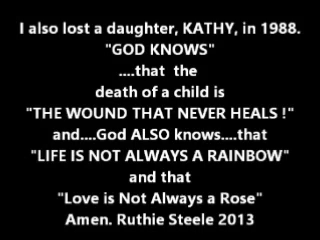 I also lost a daughter, KATHY, in 1988.
"GOD KNOWS"
....that the
death of a child is
"THE WOUND THAT NEVER HEALS !"
and....God ALSO knows....that
"LIFE IS NOT ALWAYS A RAINBOW"
and that
"Love is Not Always a Rose"
Amen. Ruthie Steele 2013